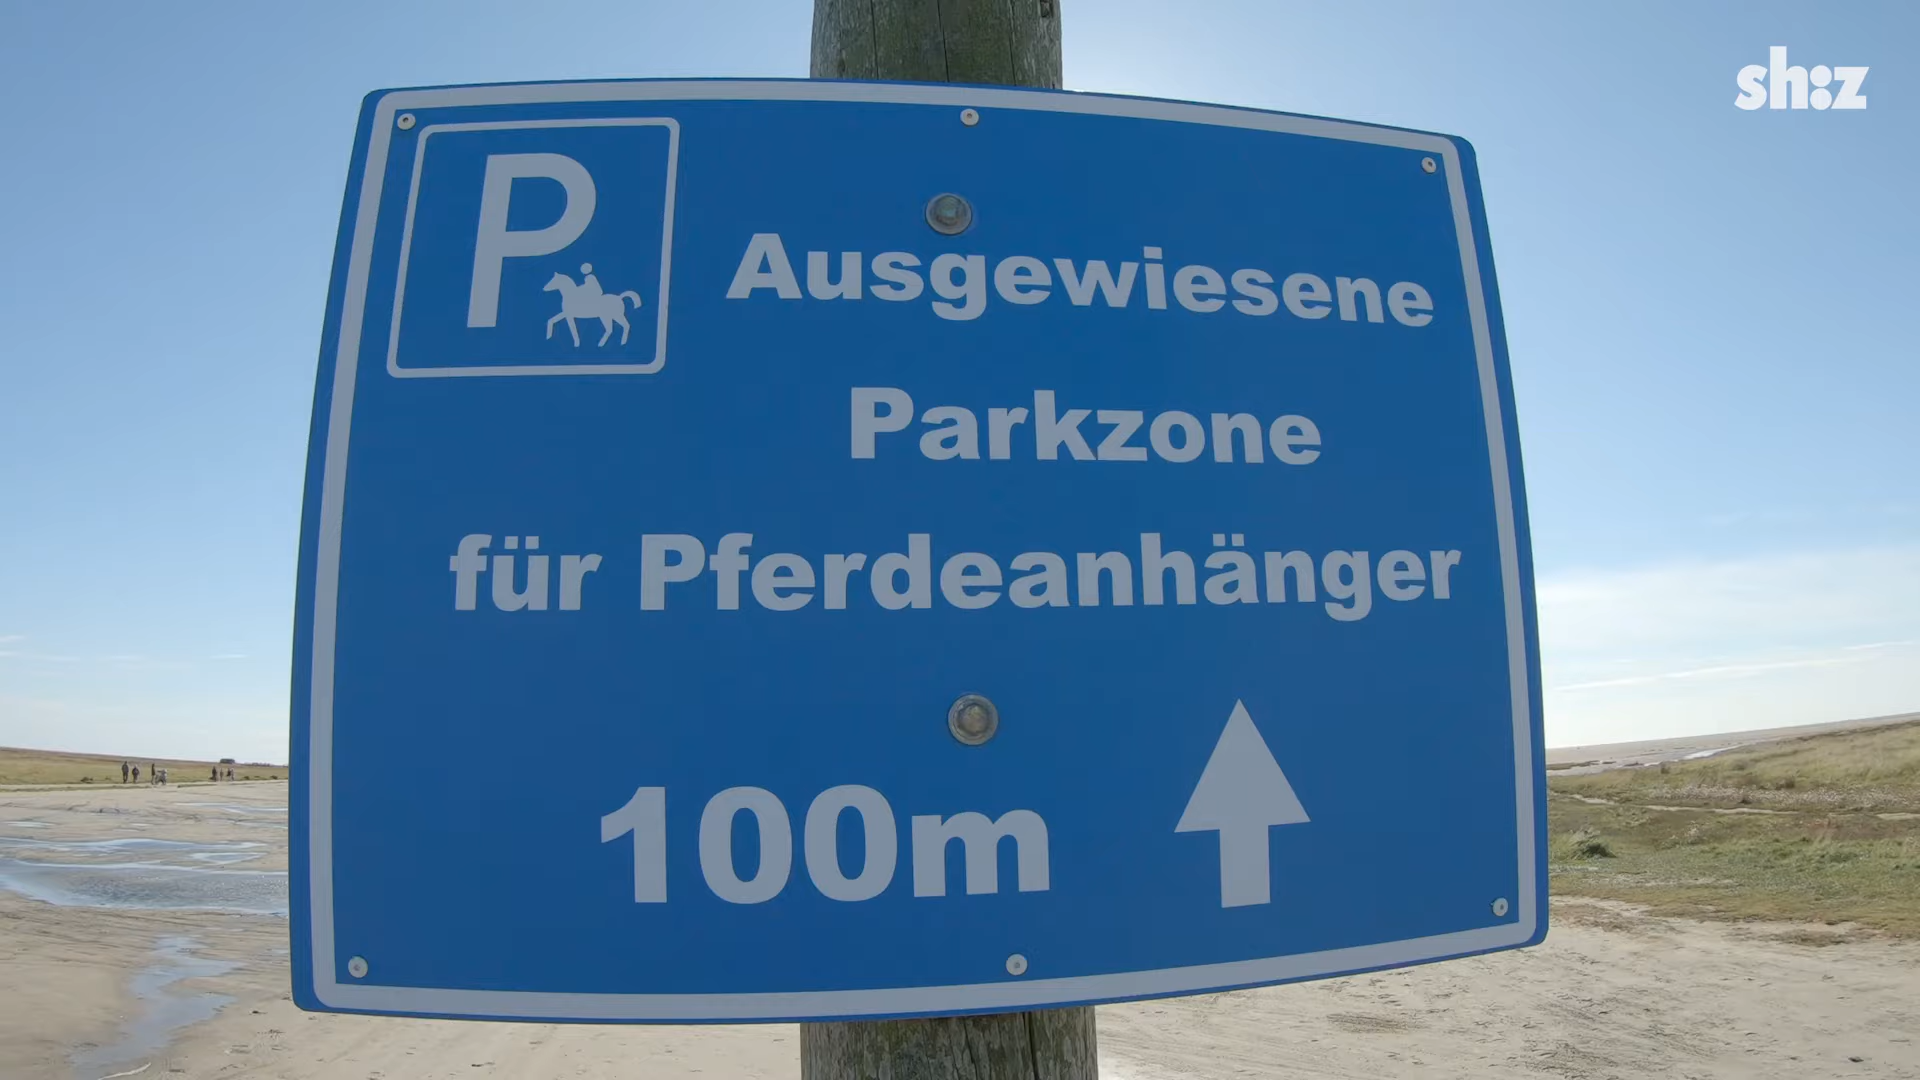 sh:z
P
Ausgewiesene
Parkzone
für Pferdeanhänger
100m